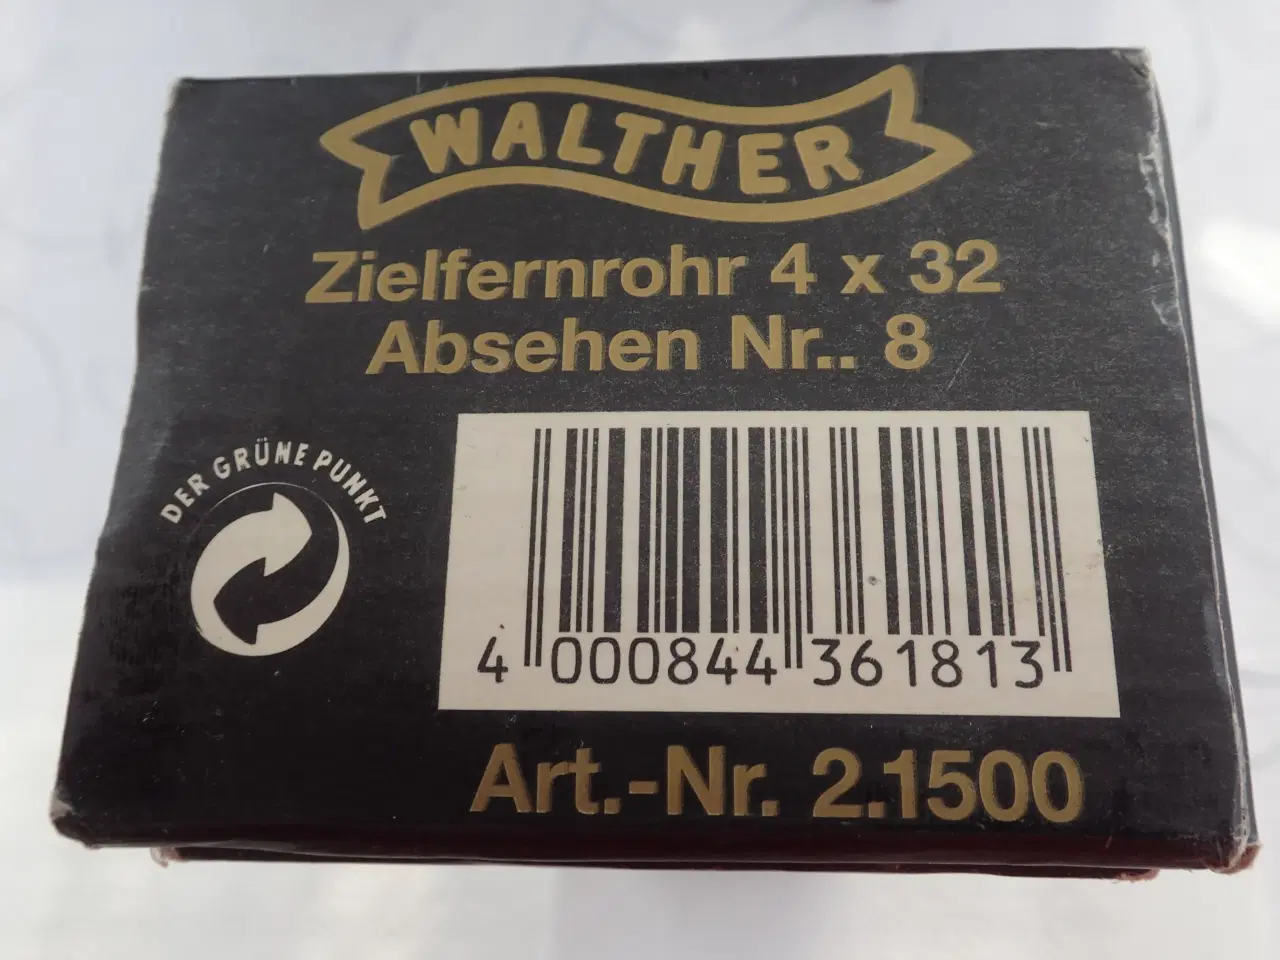 WALTHER
Zielfernrohr 4 x 32
Absehen Nr.. 8
DER GRÜNE PUNKT
4 000844 361813
Art.-Nr. 2.1500